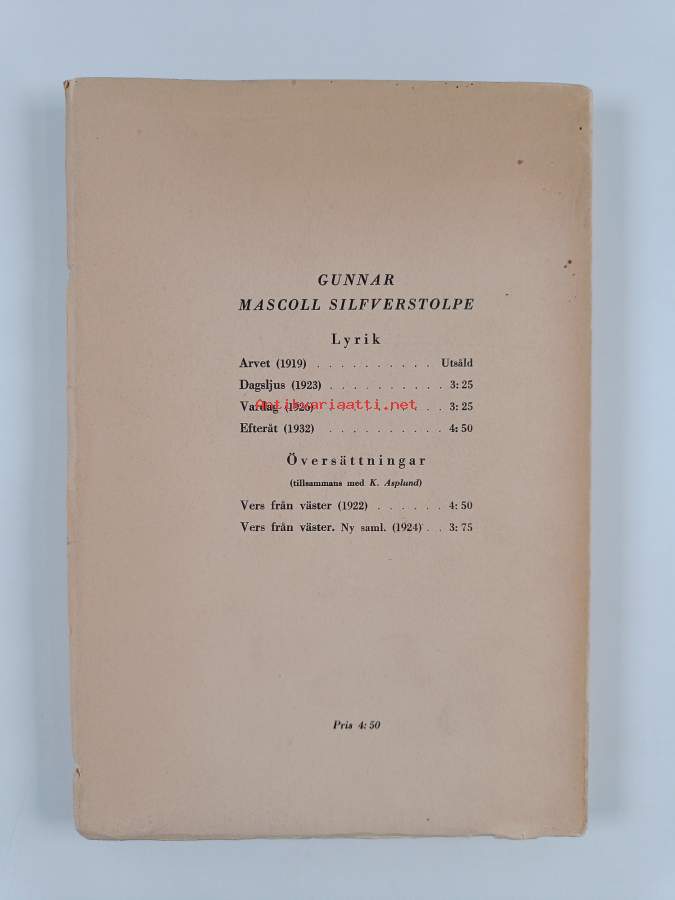 GUNNAR
MASCOLL SILFVERSTOLPE
Lyrik
Arvet (1919) . . . . . . . . . . Utsåld
Dagsljus (1923) . . . . . . . . . . 3:25
Vardag (1926) . . . . . . . . . . 3:25
Antikvariaatti.net
Efteråt (1932) . . . . . . . . . . 4:50
Översättningar
(tillsammans med K. Asplund)
Vers från väster (1922) . . . . . . 4:50
Vers från väster. Ny saml. (1924) . . 3:75
Pris 4:50